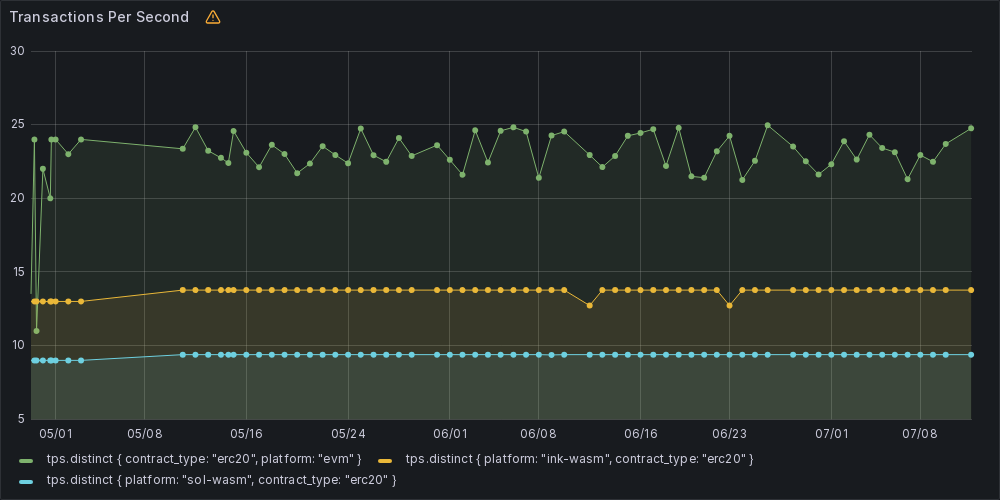 Transactions Per Second
30
25
20
15
10
5
05/01 05/08 05/16 05/24 06/01 06/08 06/16 06/23 07/01 07/08
tps.distinct { contract_type: "erc20", platform: "evm" } tps.distinct { platform: "ink-wasm", contract_type: "erc20" }
tps.distinct { platform: "sol-wasm", contract_type: "erc20" }